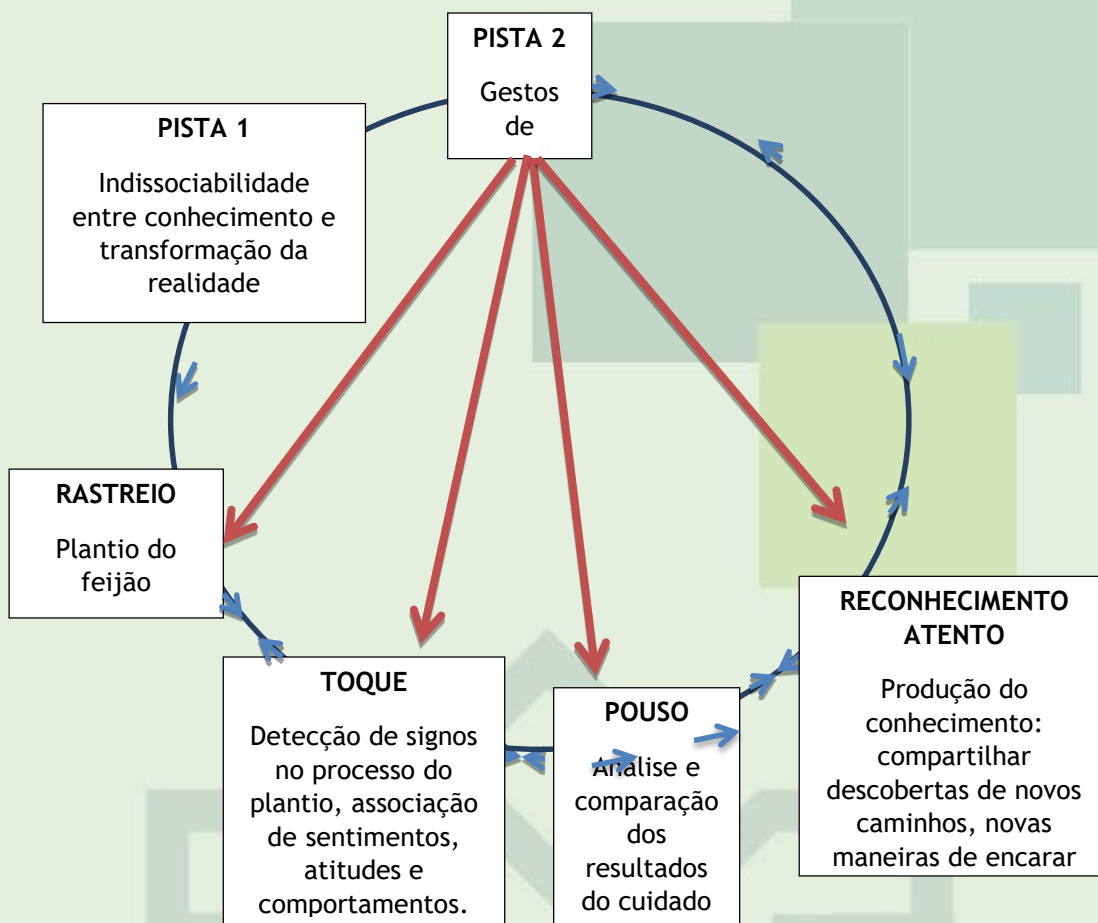 PISTA 2
Gestos
de
PISTA 1
Indissociabilidade
entre conhecimento e
transformação da
realidade
RASTREIO
Plantio do
feijão
TOQUE
Detecção de signos
no processo do
plantio, associação
de sentimentos,
atitudes e
comportamentos.
POUSO
Análise e
comparação
dos
resultados
do cuidado
RECONHECIMENTO
ATENTO
Produção do
conhecimento:
compartilhar
descobertas de novos
caminhos, novas
maneiras de encarar